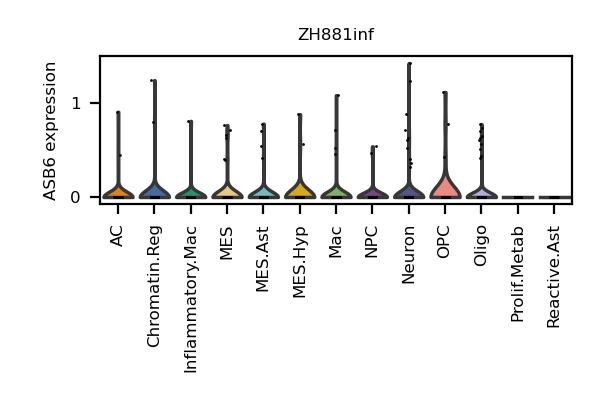 ZH881inf
ASB6 expression
1
0
AC
Chromatin.Reg
Inflammatory.Mac
MES
MES.Ast
MES.Hyp
Mac
NPC
Neuron
OPC
Oligo
Prolif.Metab
Reactive.Ast